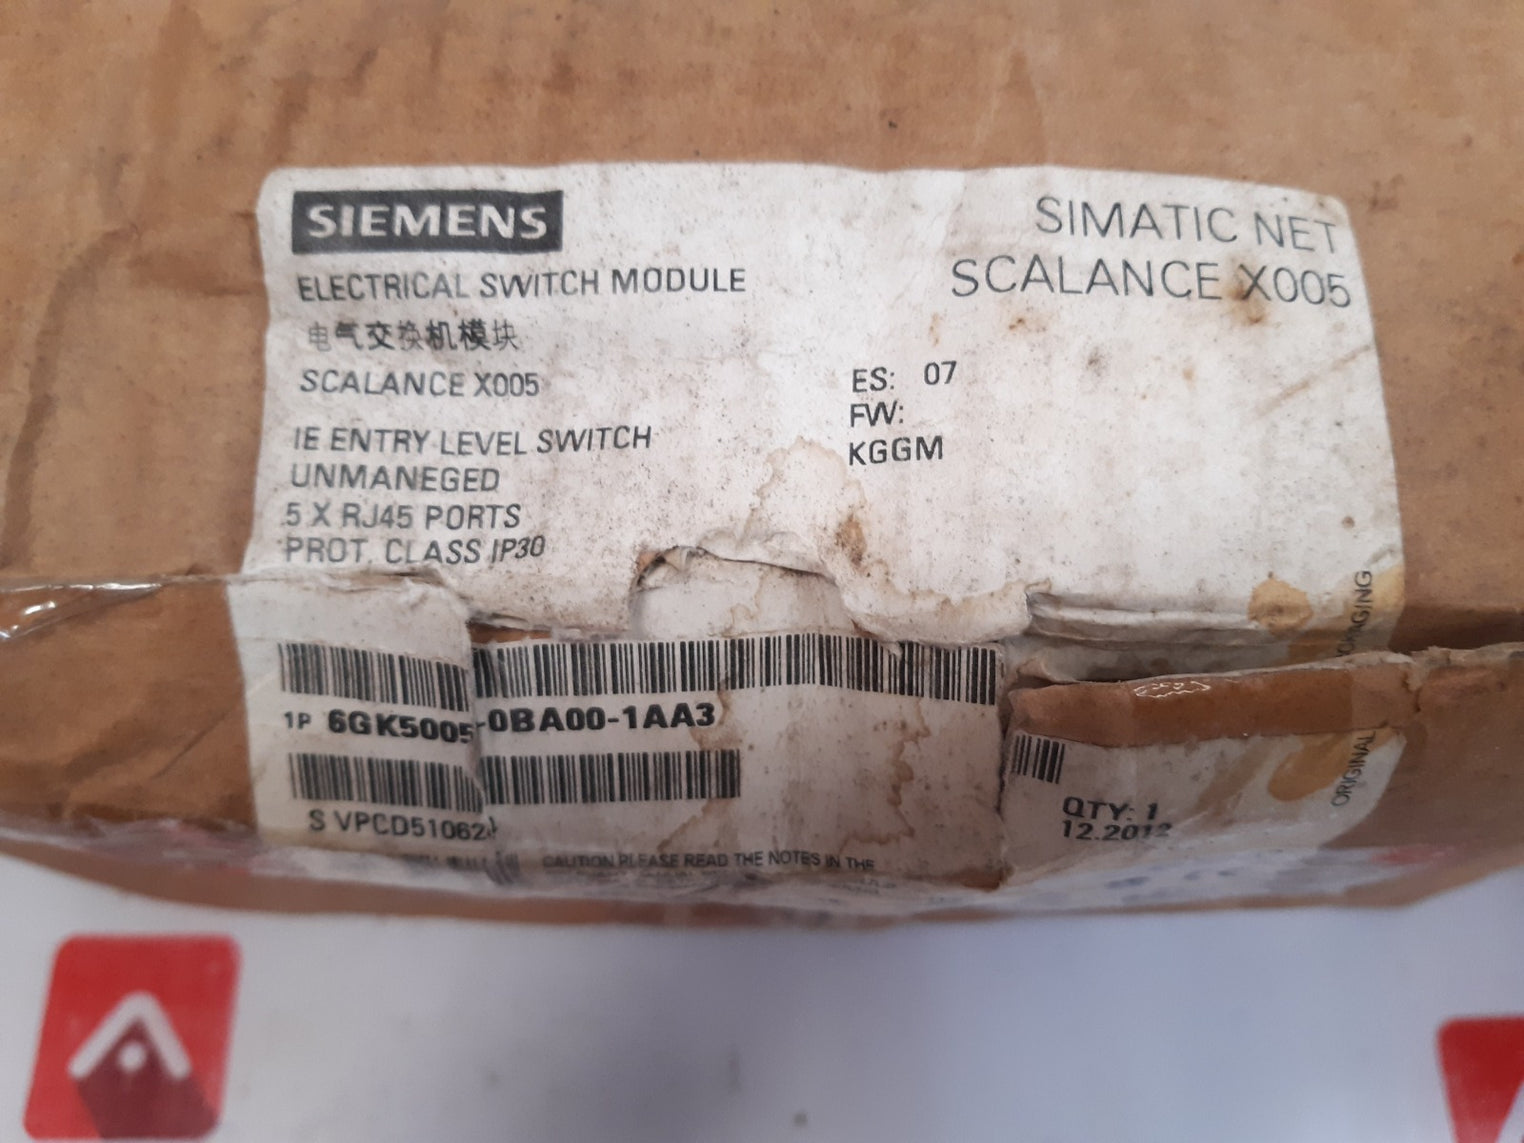 SIEMENS
SIMATIC NET
SCALANCE X005
ELECTRICAL SWITCH MODULE
电气交换机模块
SCALANCE X005
IE ENTRY LEVEL SWITCH
UNMANEGED
5 X RJ45 PORTS
PROT. CLASS IP30
ES: 07
FW:
KGGM
1P 6GK5005-0BA00-1AA3
S VPCD51062
QTY: 1
12.2012
ORIGINAL
CAUTION PLEASE READ THE NOTES IN THE